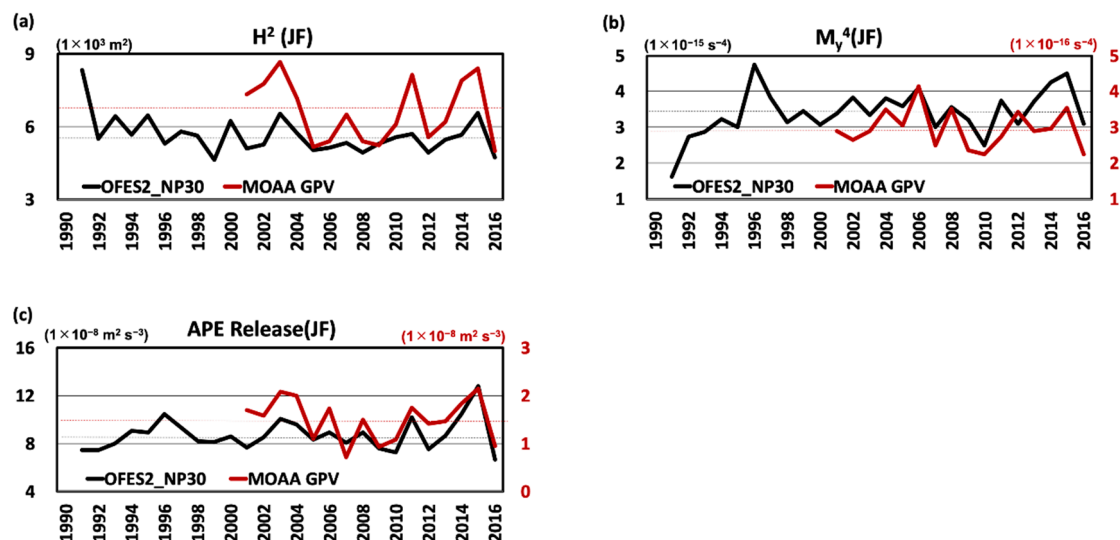 (a)
H² (JF)
(1×10³ m²)
9
6
3
OFES2_NP30 MOAA GPV
1990 1992 1994 1996 1998 2000 2002 2004 2006 2008 2010 2012 2014 2016
(b)
My⁴(JF)
(1×10⁻¹⁵ s⁻⁴) (1×10⁻¹⁶ s⁻⁴)
5 5
4 4
3 3
2 2
1 1
OFES2_NP30 MOAA GPV
1990 1992 1994 1996 1998 2000 2002 2004 2006 2008 2010 2012 2014 2016
(c)
APE Release(JF)
(1×10⁻⁸ m² s⁻³) (1×10⁻⁸ m² s⁻³)
16 3
12 2
8 1
4 0
OFES2_NP30 MOAA GPV
1990 1992 1994 1996 1998 2000 2002 2004 2006 2008 2010 2012 2014 2016